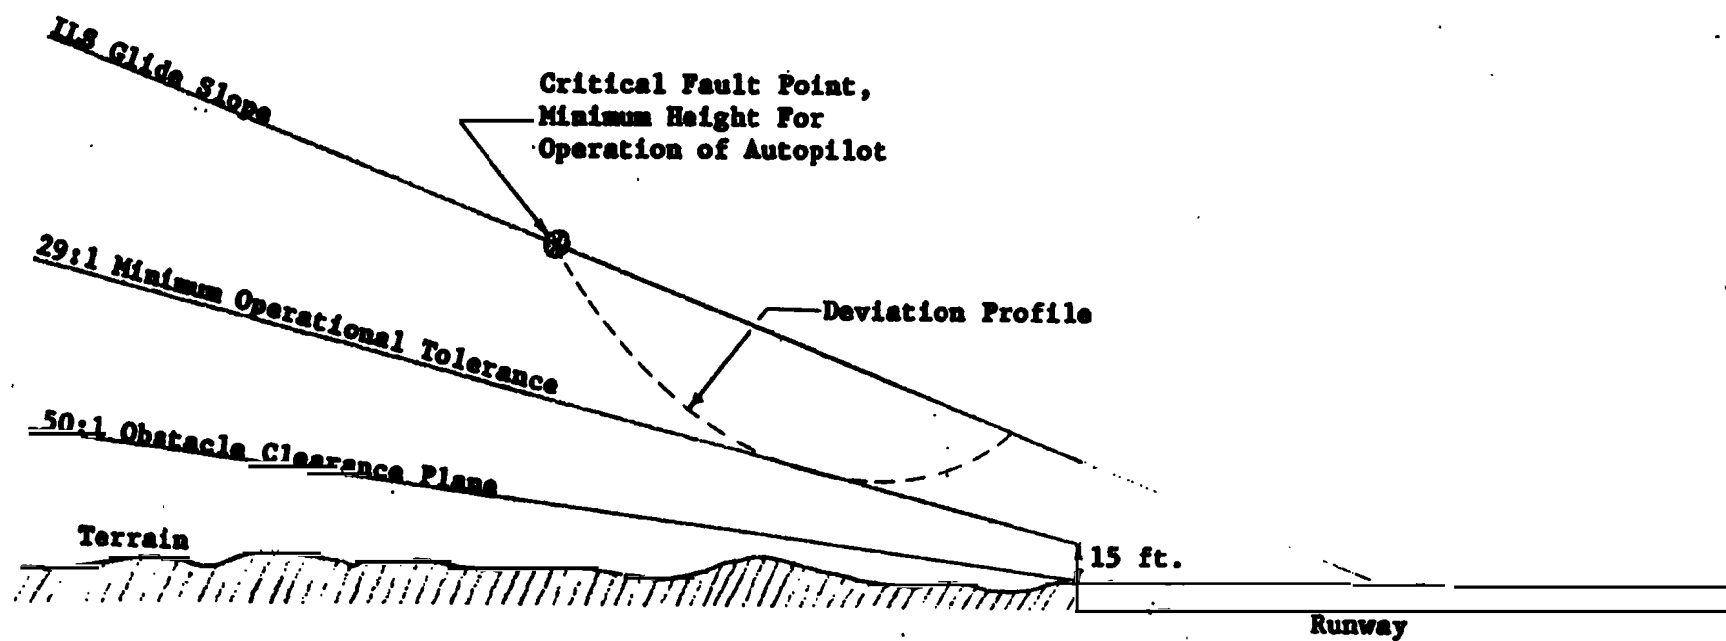 ILS Glide Slope
Critical Fault Point,
Minimum Height For
Operation of Autopilot
29:1 Minimum Operational Tolerance
Deviation Profile
50:1 Obstacle Clearance Plane
Terrain
15 ft.
Runway